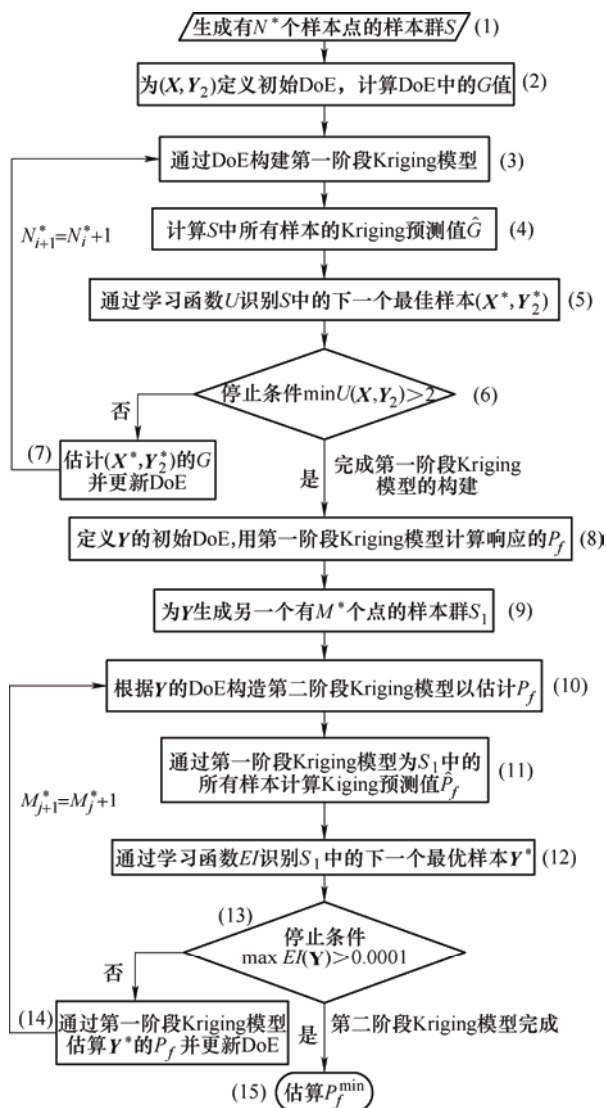 生成有N*个样本点的样本群S (1)
为(X,Y₂)定义初始DoE，计算DoE中的G值 (2)
通过DoE构建第一阶段Kriging模型 (3)
N*ᵢ₊₁=N*ᵢ+1
计算S中所有样本的Kriging预测值Ĝ (4)
通过学习函数U识别S中的下一个最佳样本(X*,Y₂*) (5)
停止条件minU(X,Y₂)>2 (6)
否
(7) 估计(X*,Y₂*)的G
并更新DoE
是
完成第一阶段Kriging
模型的构建
定义Y的初始DoE,用第一阶段Kriging模型计算响应的P_f (8)
为Y生成另一个有M*个点的样本群S₁ (9)
根据Y的DoE构造第二阶段Kriging模型以估计P_f (10)
通过第一阶段Kriging模型为S₁中的
所有样本计算Kiging预测值P̂_f (11)
M*ⱼ₊₁=M*ⱼ+1
通过学习函数EI识别S₁中的下一个最优样本Y* (12)
(13)
停止条件
max EI(Y)>0.0001
否
(14) 通过第一阶段Kriging模型
估算Y*的P_f并更新DoE
是
第二阶段Kriging模型完成
(15) 估算P_f^min